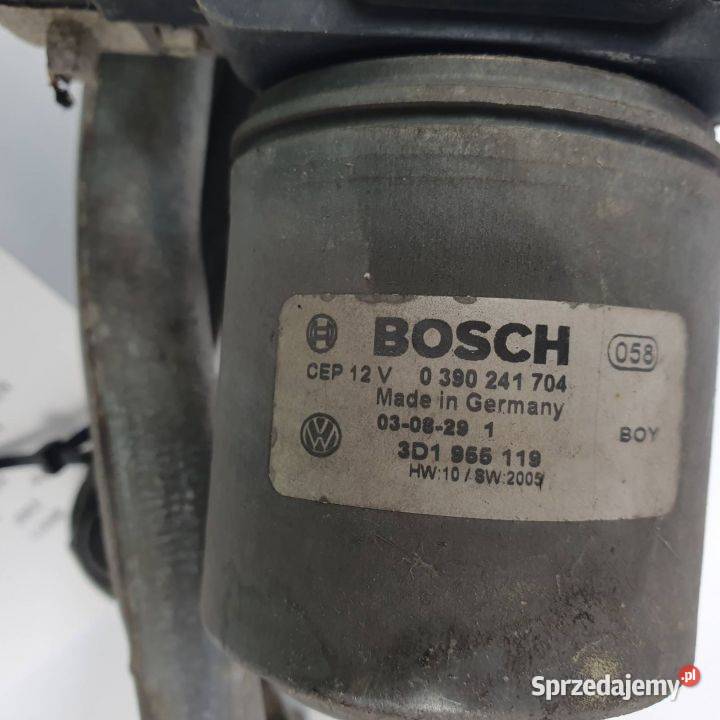 BOSCH
058
CEP 12 V 0 390 241 704
Made in Germany
03-08-29 1
BOY
3D1 955 119
HW:10 / SW:2005
Sprzedajemy.pl